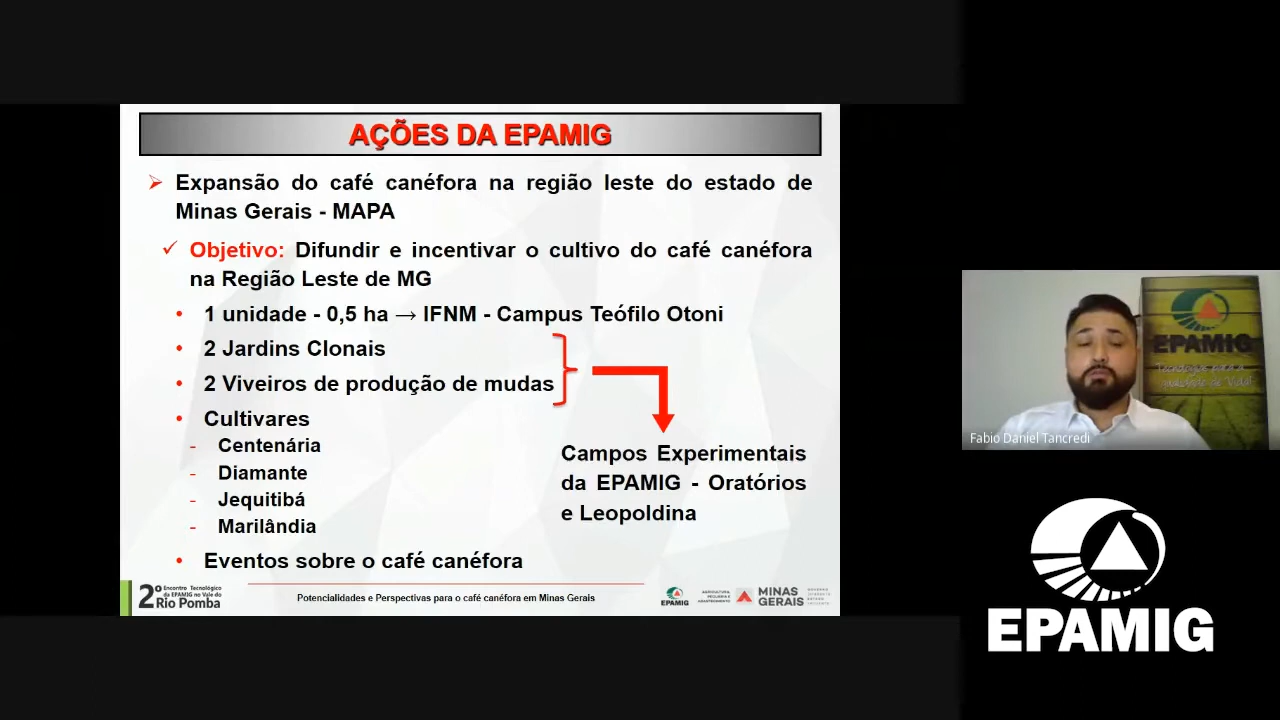 AÇÕES DA EPAMIG
Expansão do café canéfora na região leste do estado de
Minas Gerais - MAPA
Objetivo: Difundir e incentivar o cultivo do café canéfora
na Região Leste de MG
1 unidade - 0,5 ha → IFNM - Campus Teófilo Otoni
2 Jardins Clonais
2 Viveiros de produção de mudas
Cultivares
- Centenária
- Diamante
- Jequitibá
- Marilândia
Eventos sobre o café canéfora
Campos Experimentais
da EPAMIG - Oratórios
e Leopoldina
2º Encontro Tecnológico
da EPAMIG no Vale do
Rio Pomba
Potencialidades e Perspectivas para o café canéfora em Minas Gerais
EPAMIG
AGRICULTURA,
PECUÁRIA E
ABASTECIMENTO
MINAS
GERAIS
EPAMIG
Fabio Daniel Tancredi
EPAMIG